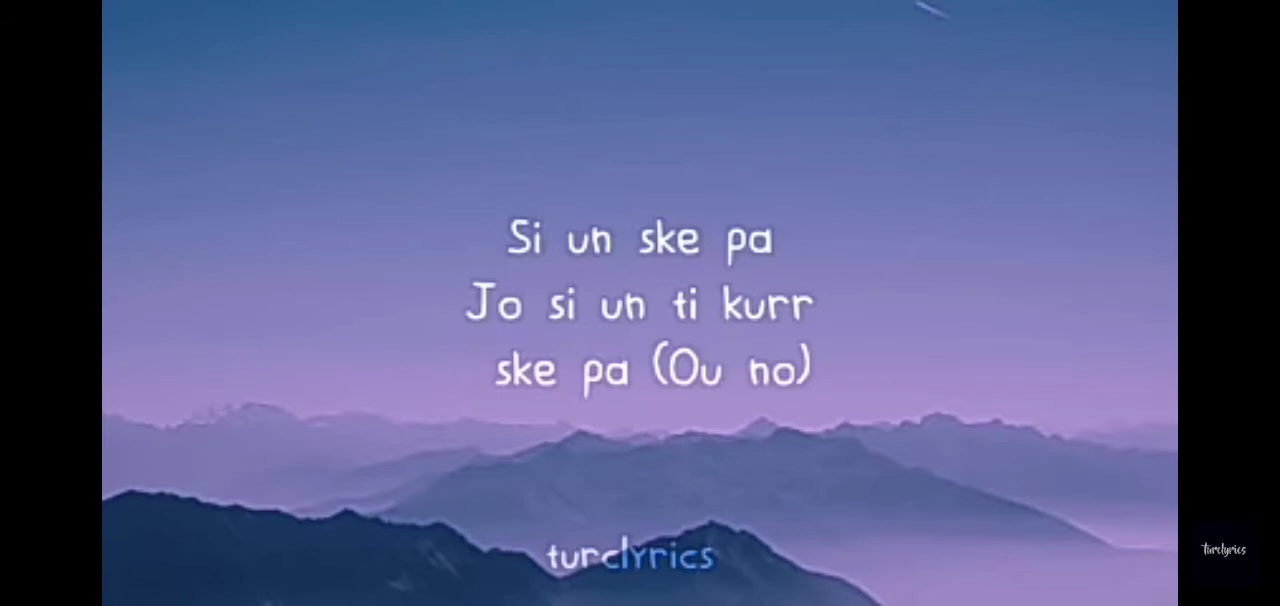 Si un ske pa
Jo si un ti kurr
ske pa (Ou no)
turclyrics
turclyrics